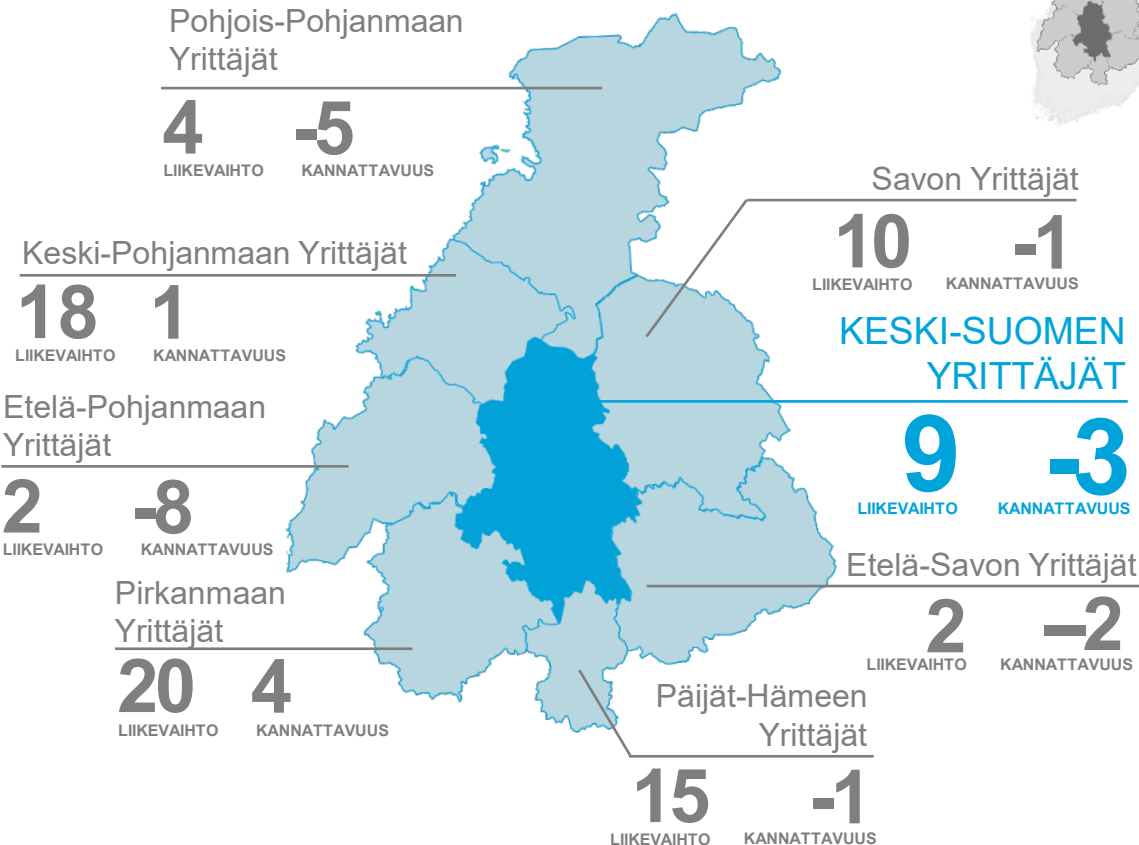 Pohjois-Pohjanmaan
Yrittäjät
4 -5
LIIKEVAIHTO KANNATTAVUUS
Savon Yrittäjät
10 -1
LIIKEVAIHTO KANNATTAVUUS
Keski-Pohjanmaan Yrittäjät
18 1
LIIKEVAIHTO KANNATTAVUUS
KESKI-SUOMEN
YRITTÄJÄT
9 -3
LIIKEVAIHTO KANNATTAVUUS
Etelä-Pohjanmaan
Yrittäjät
2 -8
LIIKEVAIHTO KANNATTAVUUS
Etelä-Savon Yrittäjät
2 –2
LIIKEVAIHTO KANNATTAVUUS
Pirkanmaan
Yrittäjät
20 4
LIIKEVAIHTO KANNATTAVUUS
Päijät-Hämeen
Yrittäjät
15 -1
LIIKEVAIHTO KANNATTAVUUS